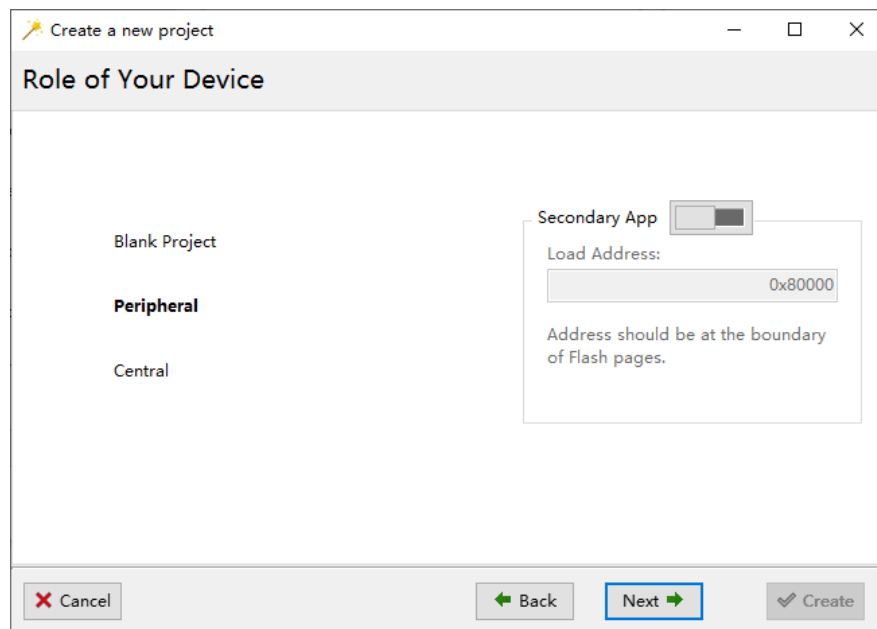 Create a new project
Role of Your Device
Blank Project
Peripheral
Central
Secondary App
Load Address:
0x80000
Address should be at the boundary
of Flash pages.
Cancel
Back
Next
Create